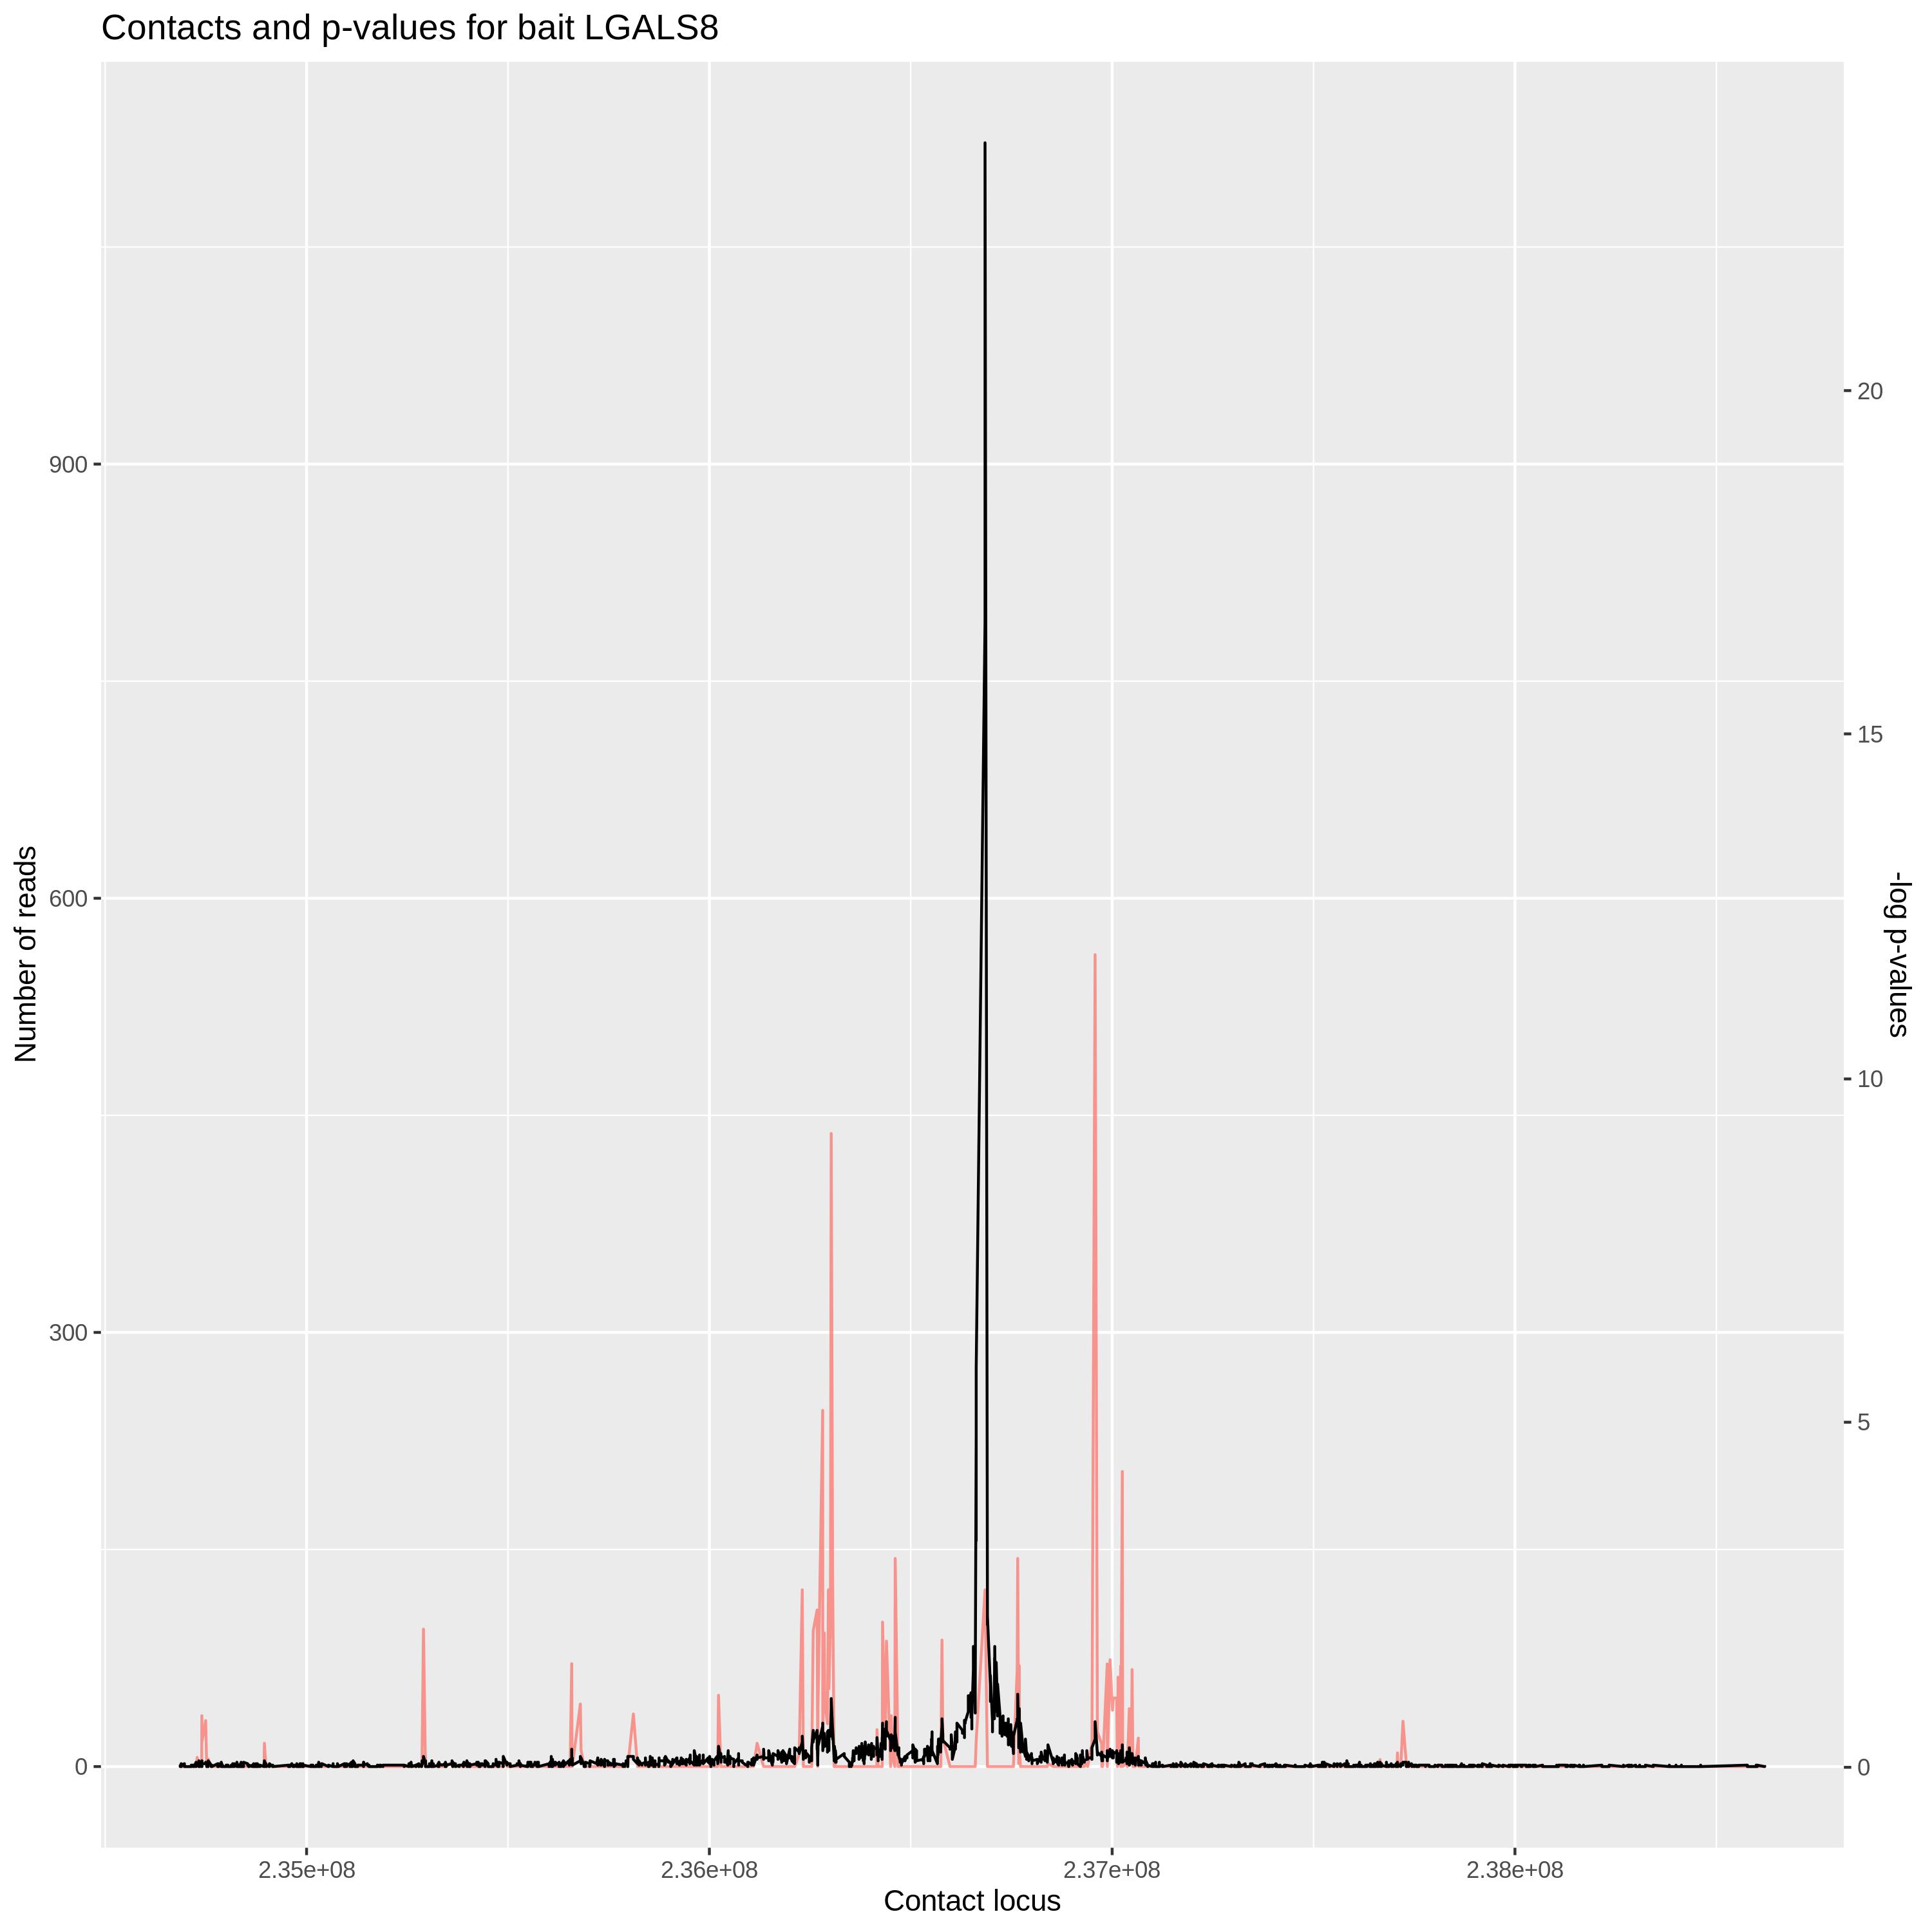 Contacts and p-values for bait LGALS8
Number of reads
900
600
300
0
20
15
10
5
0
-log p-values
2.35e+08
2.36e+08
2.37e+08
2.38e+08
Contact locus